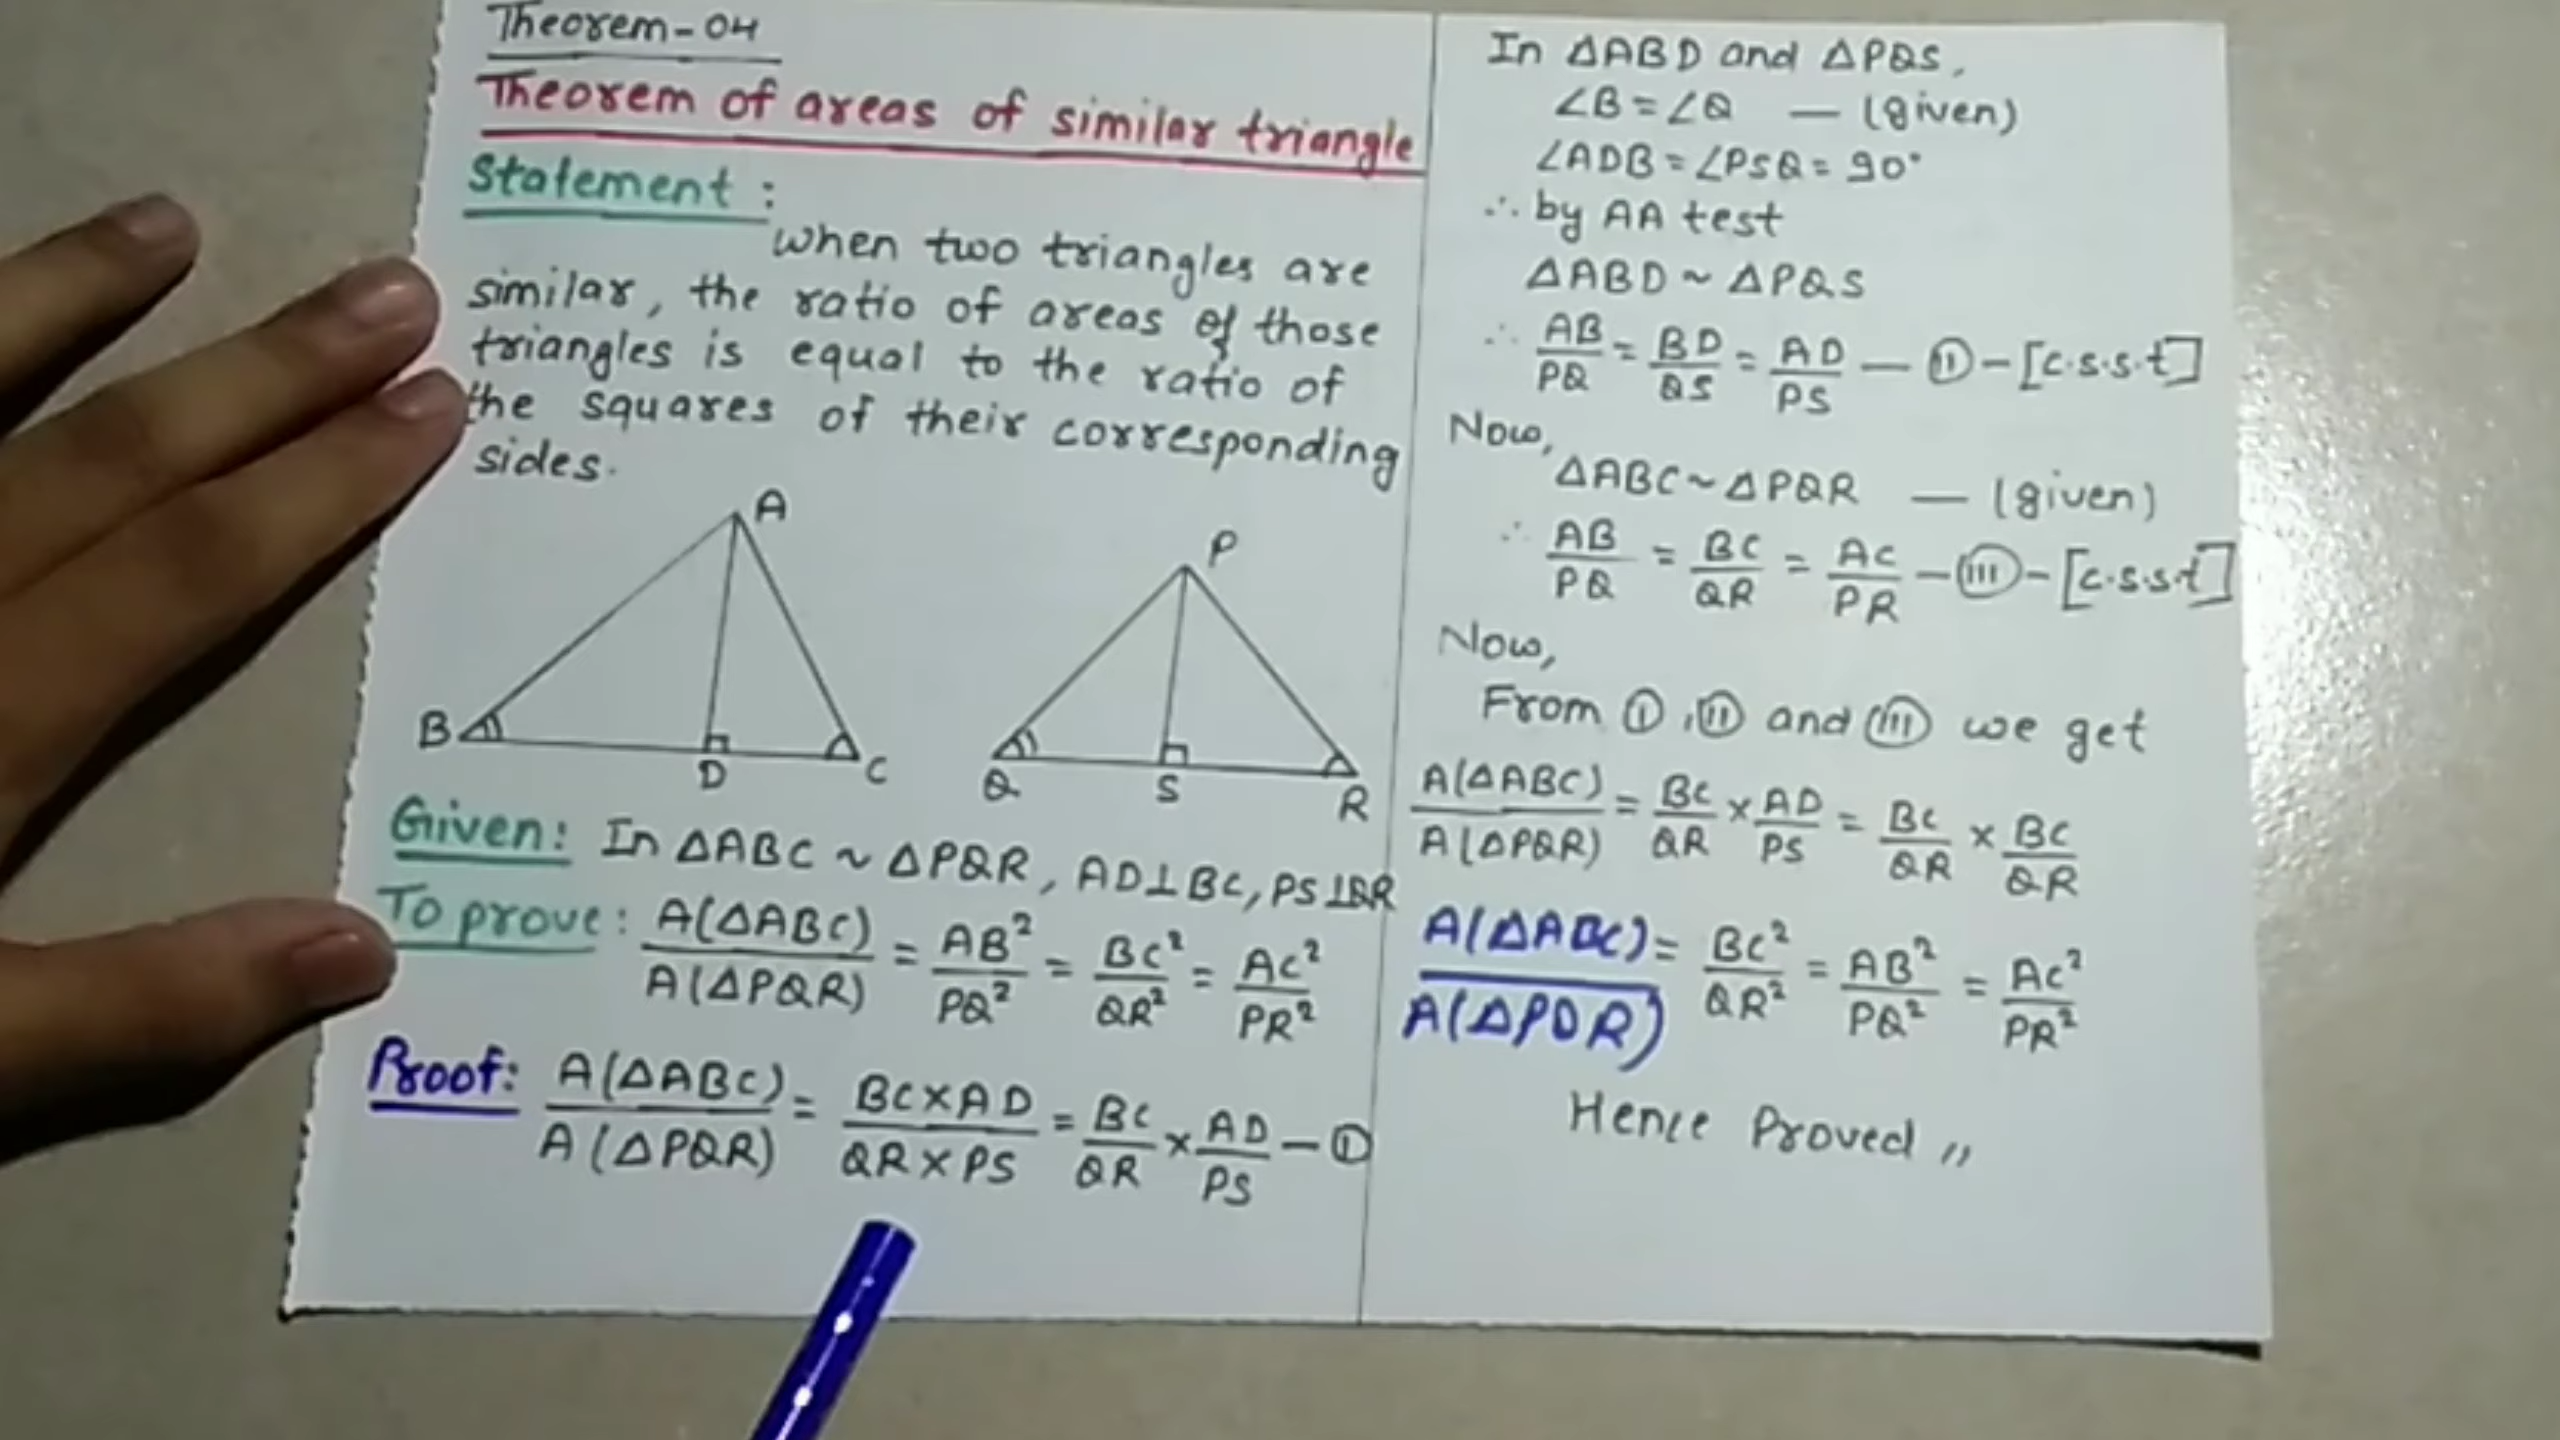 Theorem-04
Theorem of areas of similar triangle
Statement:
when two triangles are
similar, the ratio of areas of those
triangles is equal to the ratio of
the squares of their corresponding
sides.
A
P
B
D
C
Q
S
R
Given: In ΔABC ~ ΔPQR, AD⊥BC, PS⊥QR
To prove: A(ΔABC)/A(ΔPQR) = AB²/PQ² = BC²/QR² = AC²/PR²
Proof: A(ΔABC)/A(ΔPQR) = BC×AD/QR×PS = BC/QR × AD/PS — Ⓘ
In ΔABD and ΔPQS,
∠B = ∠Q — (given)
∠ADB = ∠PSQ = 90°
∴ by AA test
ΔABD ~ ΔPQS
∴ AB/PQ = BD/QS = AD/PS — (II) - [c.s.s.t]
Now,
ΔABC ~ ΔPQR — (given)
∴ AB/PQ = BC/QR = AC/PR — (III) - [c.s.s.t]
Now,
From (I), (II) and (III) we get
A(ΔABC)/A(ΔPQR) = BC/QR × AD/PS = BC/QR × BC/QR
A(ΔABC)/A(ΔPQR) = BC²/QR² = AB²/PQ² = AC²/PR²
Hence Proved,,